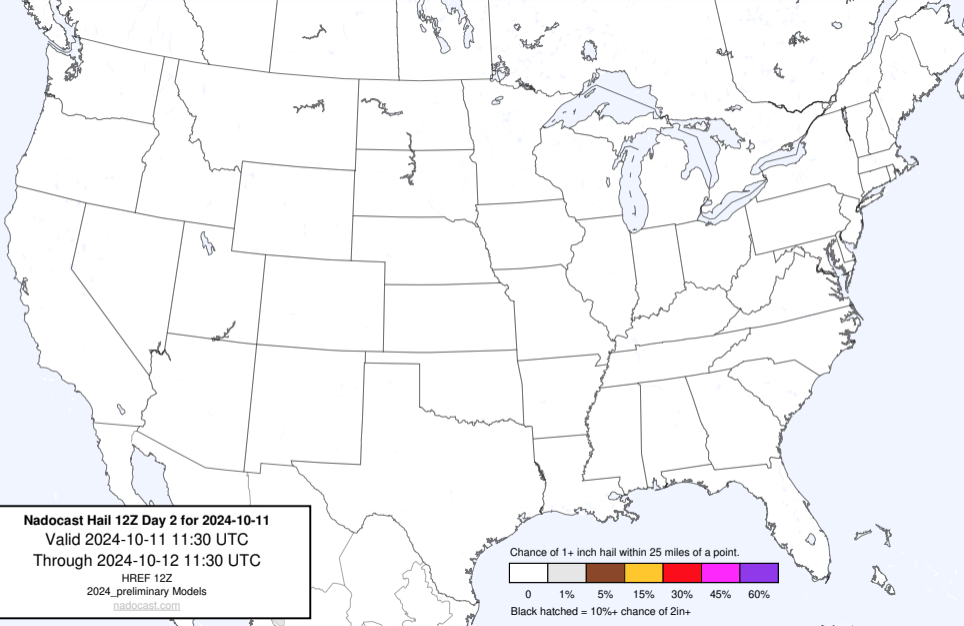 Nadocast Hail 12Z Day 2 for 2024-10-11
Valid 2024-10-11 11:30 UTC
Through 2024-10-12 11:30 UTC
HREF 12Z
2024_preliminary Models
nadocast.com
Chance of 1+ inch hail within 25 miles of a point.
0 1% 5% 15% 30% 45% 60%
Black hatched = 10%+ chance of 2in+